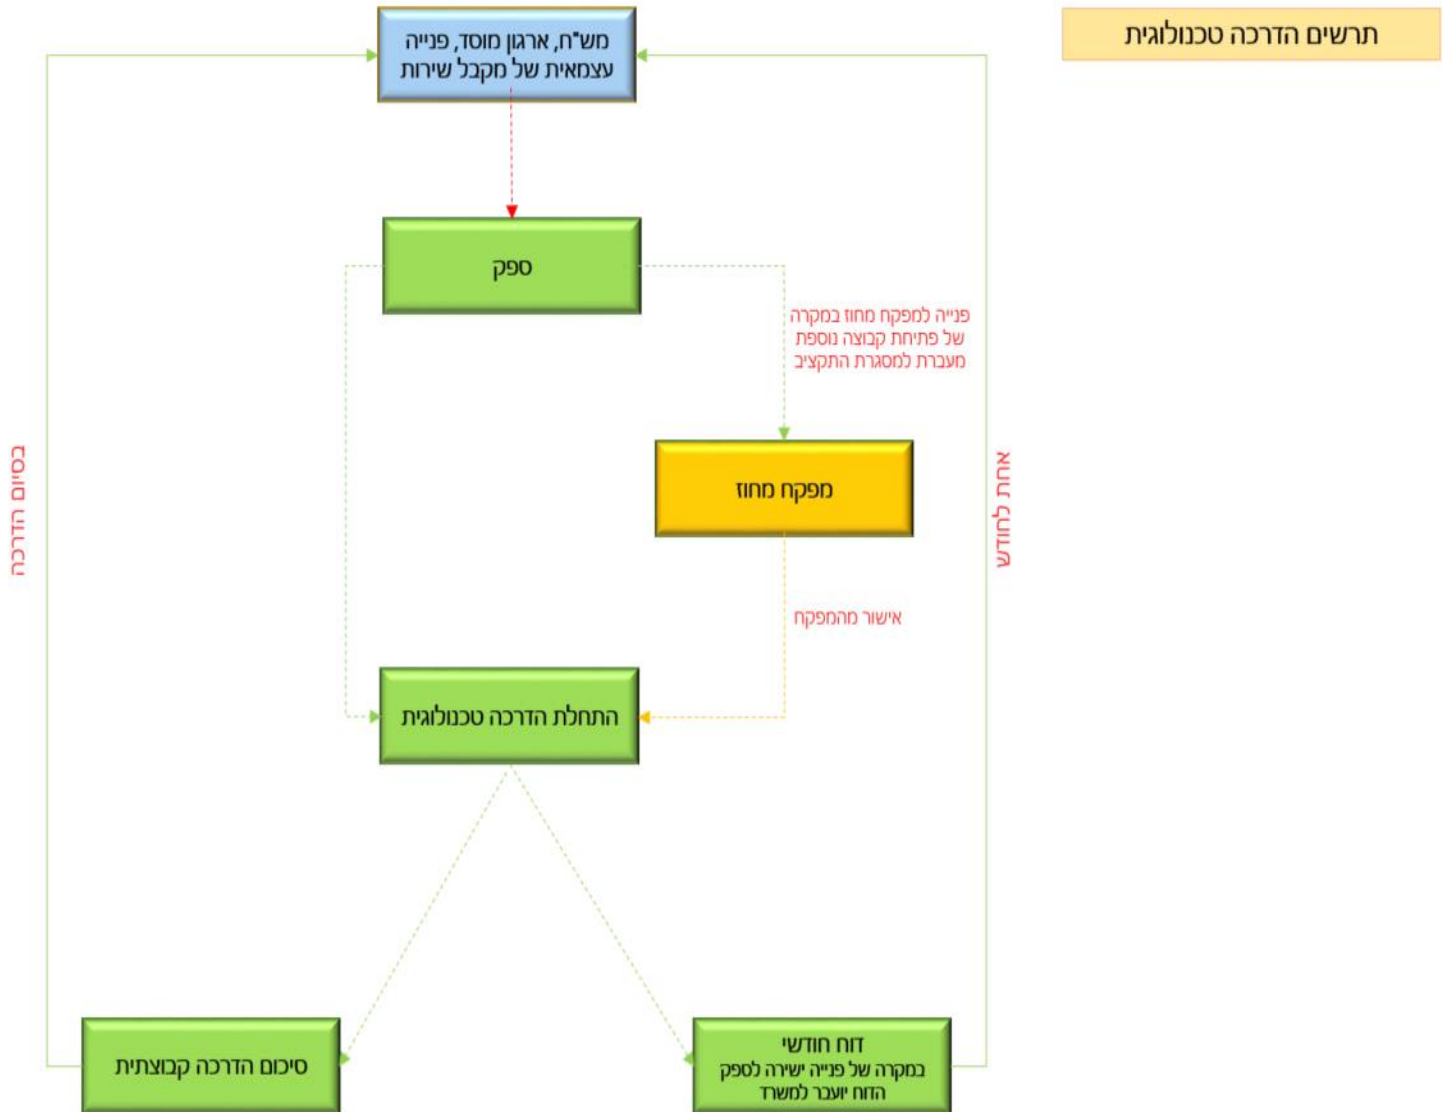 תרשים הדרכה טכנולוגית
מש"ח, ארגון מוסד, פנייה
עצמאית של מקבל שירות
ספק
פנייה למפקח מחוז במקרה
של פתיחת קבוצה נוספת
מעברת למסגרת התקציב
מפקח מחוז
אחת לחודש
בסיום הדרכה
אישור מהמפקח
התחלת הדרכה טכנולוגית
דוח חודשי
במקרה של פנייה ישירה לספק
הדוח יועבר למשרד
סיכום הדרכה קבוצתית